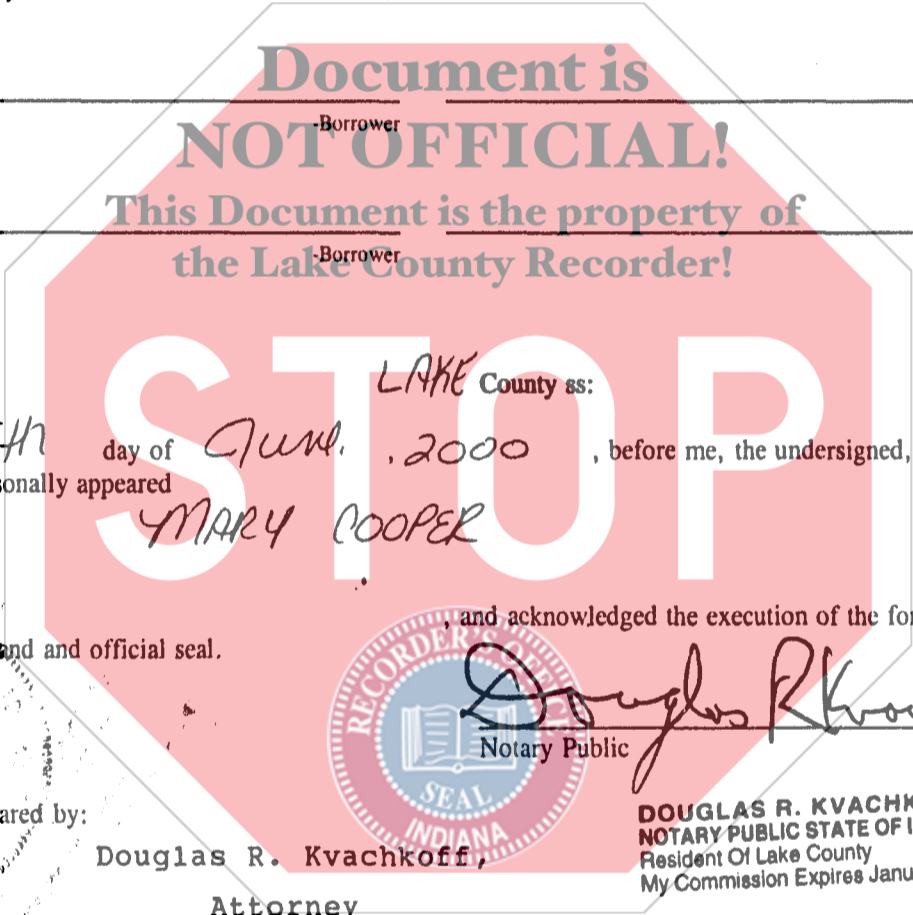 Document is
-Borrower
NOT OFFICIAL!
This Document is the property of
-Borrower
the Lake County Recorder!
STOP
LAKE County ss:
day of June. , 2000 , before me, the undersigned,
onally appeared
MARY COOPER
, and acknowledged the execution of the for
and and official seal.
RECORDER'S OFFICE
SEAL
INDIANA
Douglas R Kvac
Notary Public
ared by:
Douglas R. Kvachkoff,
Attorney
DOUGLAS R. KVACHK
NOTARY PUBLIC STATE OF I
Resident Of Lake County
My Commission Expires Janu